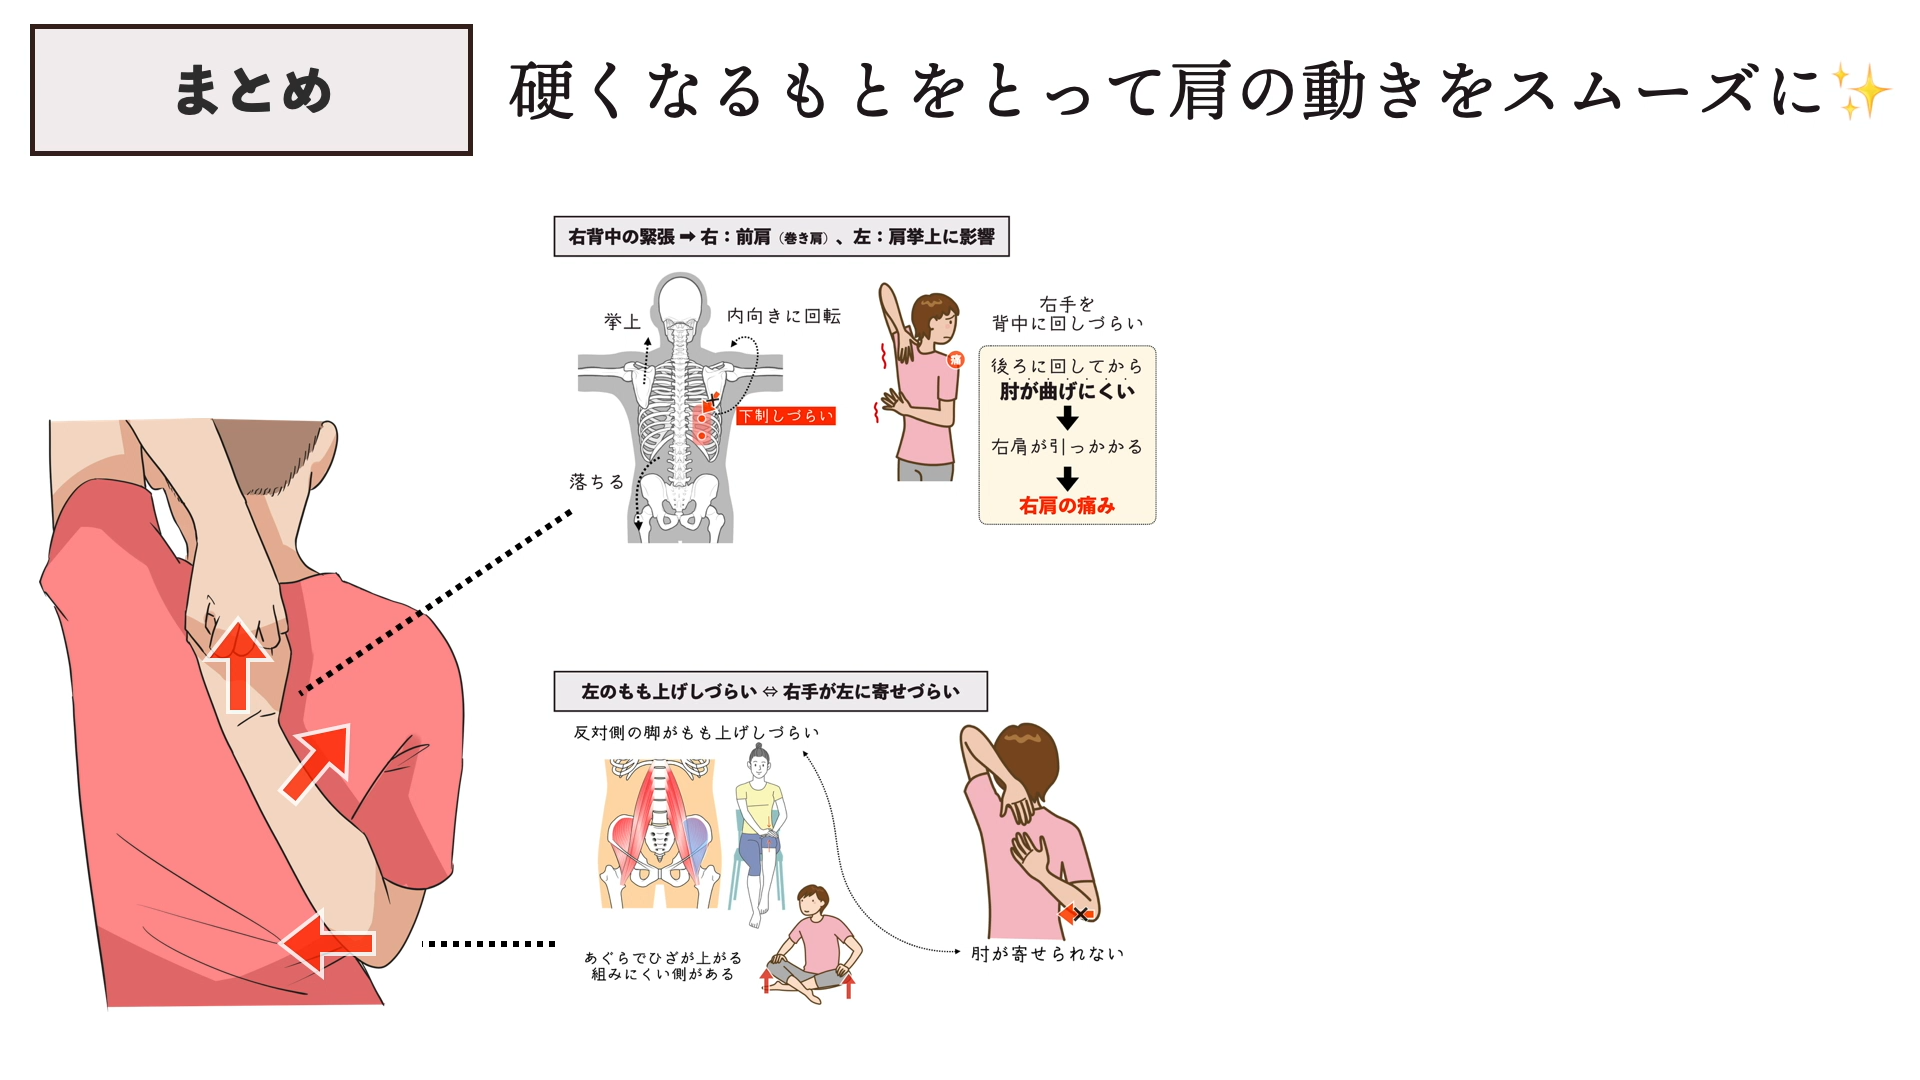 まとめ
硬くなるもとをとって肩の動きをスムーズに✨
右背中の緊張➡右：前肩（巻き肩）、左：肩挙上に影響
挙上
内向きに回転
下制しづらい
落ちる
痛
右手を
背中に回しづらい
後ろに回してから
肘が曲げにくい
右肩が引っかかる
右肩の痛み
左のもも上げしづらい⇔右手が左に寄せづらい
反対側の脚がもも上げしづらい
あぐらでひざが上がる
組みにくい側がある
肘が寄せられない